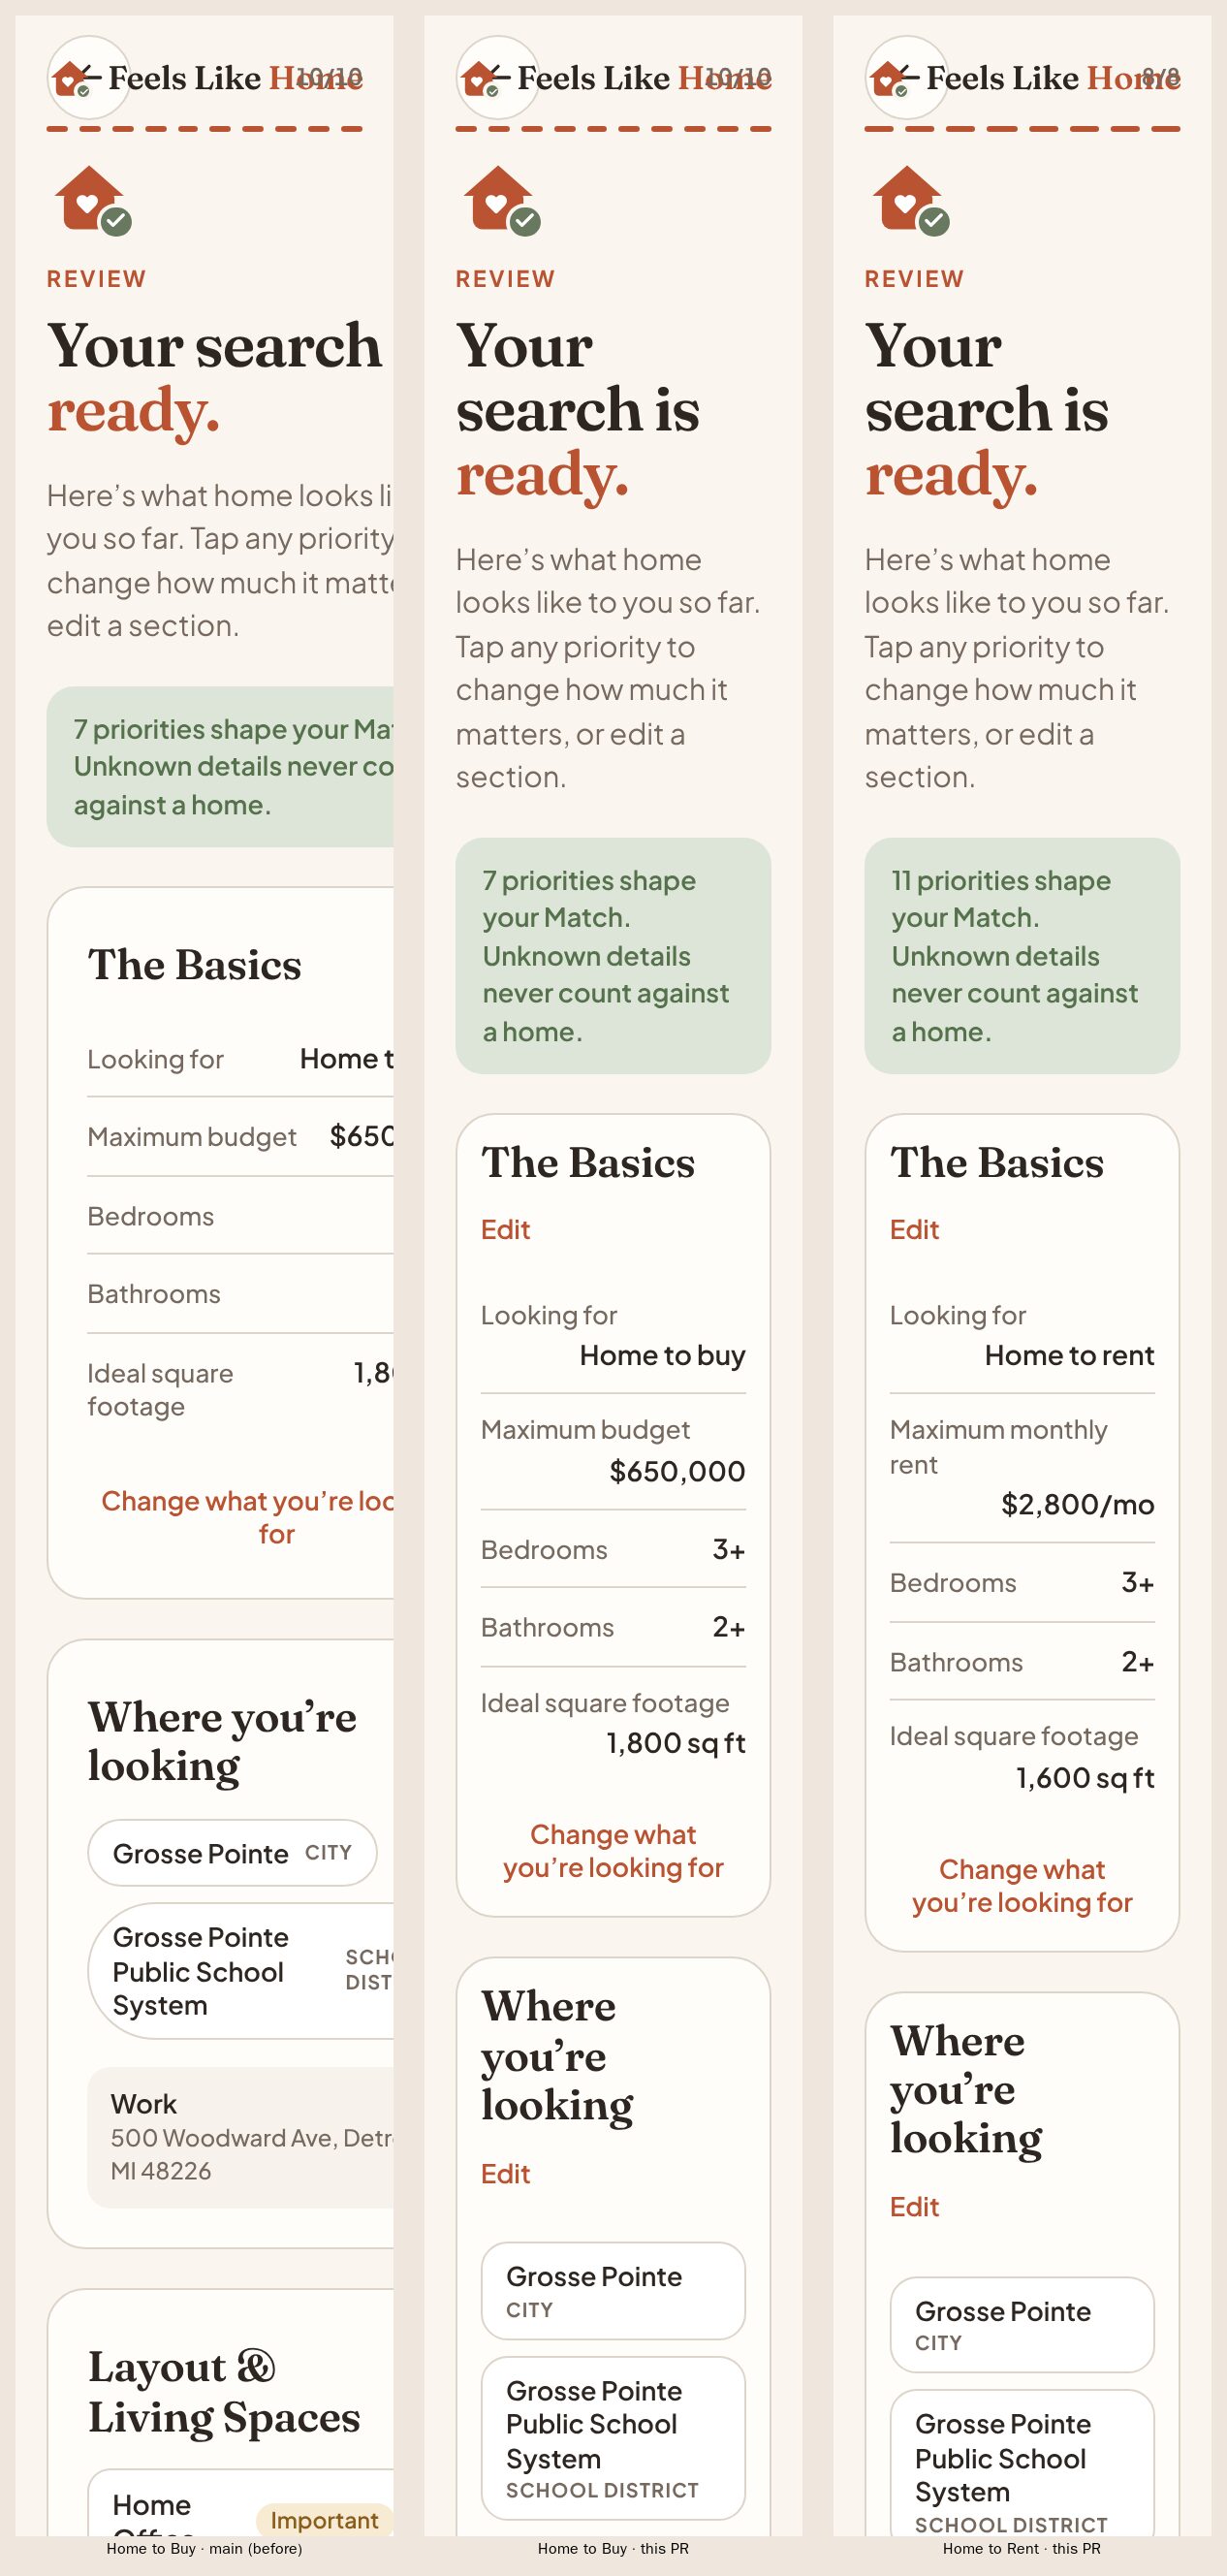 Feels Like Home
10/10
REVIEW
Your search
ready.
Here’s what home looks
you so far. Tap any priority
change how much it
edit a section.
7 priorities shape your
Unknown details never
against a home.
The Basics
Looking for
Home
Maximum budget
Bedrooms
Bathrooms
Ideal square
footage
Change what you’re
for
Where you’re
looking
Grosse Pointe CITY
Grosse Pointe
Public School
System
Work
500 Woodward Ave,
MI 48226
Layout &
Living Spaces
Home
Important
Home to Buy · main (before)
Feels Like Home
10/10
REVIEW
Your
search is
ready.
Here’s what home
looks like to you so far.
Tap any priority to
change how much it
matters, or edit a
section.
7 priorities shape
your Match.
Unknown details
never count against
a home.
The Basics
Edit
Looking for
Home to buy
Maximum budget
$650,000
Bedrooms 3+
Bathrooms 2+
Ideal square footage
1,800 sq ft
Change what
you’re looking for
Where
you’re
looking
Edit
Grosse Pointe
CITY
Grosse Pointe
Public School
System
SCHOOL DISTRICT
Home to Buy · this PR
Feels Like Home
8/8
REVIEW
Your
search is
ready.
Here’s what home
looks like to you so far.
Tap any priority to
change how much it
matters, or edit a
section.
11 priorities shape
your Match.
Unknown details
never count against
a home.
The Basics
Edit
Looking for
Home to rent
Maximum monthly
rent
$2,800/mo
Bedrooms 3+
Bathrooms 2+
Ideal square footage
1,600 sq ft
Change what
you’re looking for
Where
you’re
looking
Edit
Grosse Pointe
CITY
Grosse Pointe
Public School
System
SCHOOL DISTRICT
Home to Rent · this PR